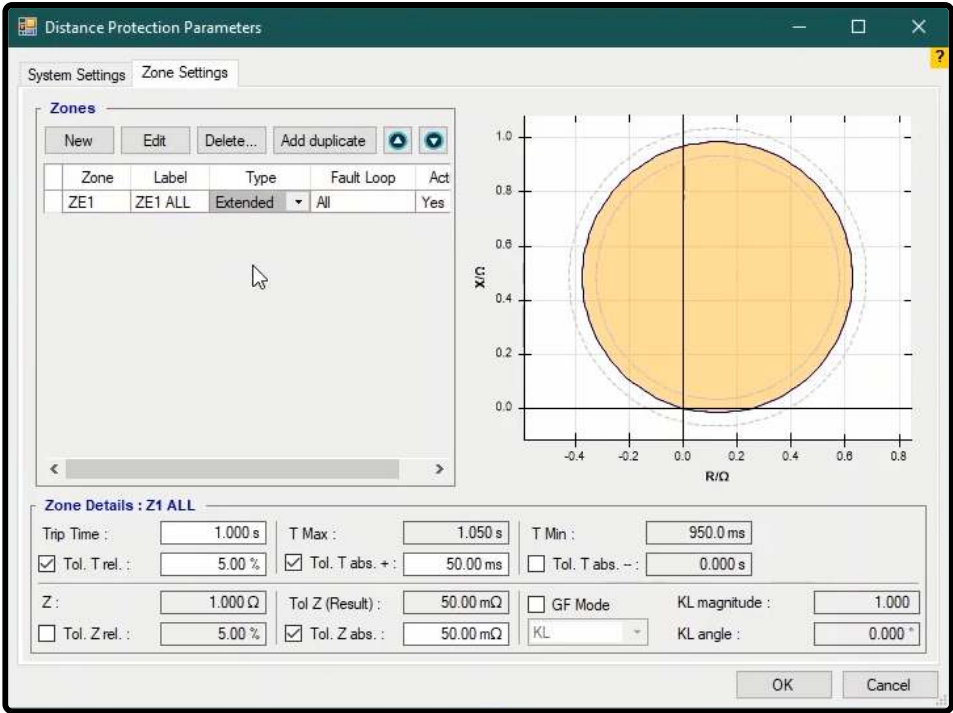 Distance Protection Parameters
?
System Settings Zone Settings
Zones
New Edit Delete... Add duplicate
Zone Label Type Fault Loop Act
ZE1 ZE1 ALL Extended All Yes
1.0
0.8
0.6
0.4
0.2
0.0
X/Ω
-0.4 -0.2 0.0 0.2 0.4 0.6 0.8
R/Ω
Zone Details : Z1 ALL
Trip Time : 1.000 s T Max : 1.050 s T Min : 950.0 ms
Tol. T rel. : 5.00 % Tol. T abs. + : 50.00 ms Tol. T abs. -- : 0.000 s
Z : 1.000 Ω Tol Z (Result) : 50.00 mΩ GF Mode KL magnitude : 1.000
Tol. Z rel. : 5.00 % Tol. Z abs. : 50.00 mΩ KL KL angle : 0.000 °
OK Cancel